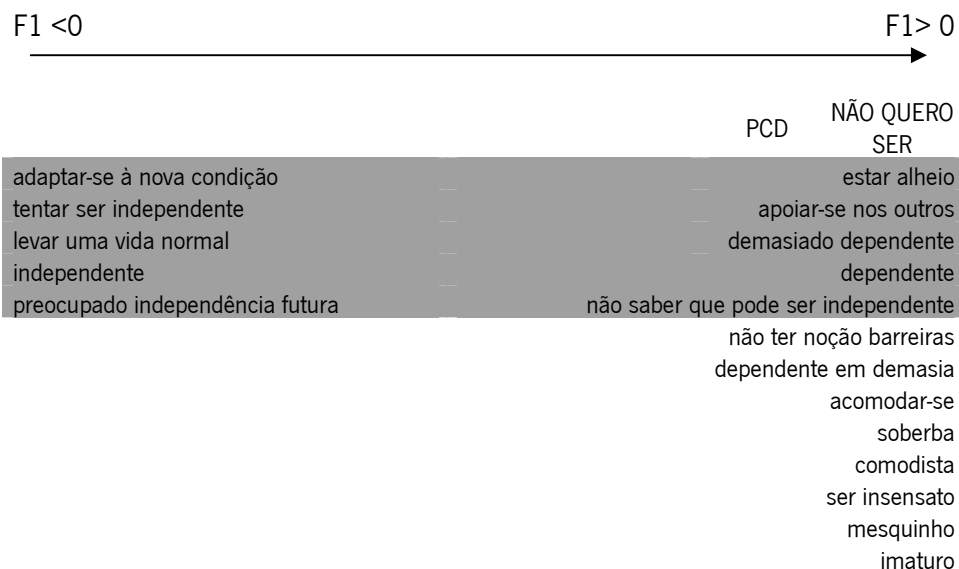 F1 <0 F1> 0
PCD NÃO QUERO
SER
adaptar-se à nova condição estar alheio
tentar ser independente apoiar-se nos outros
levar uma vida normal demasiado dependente
independente dependente
preocupado independência futura não saber que pode ser independente
não ter noção barreiras
dependente em demasia
acomodar-se
soberba
comodista
ser insensato
mesquinho
imaturo